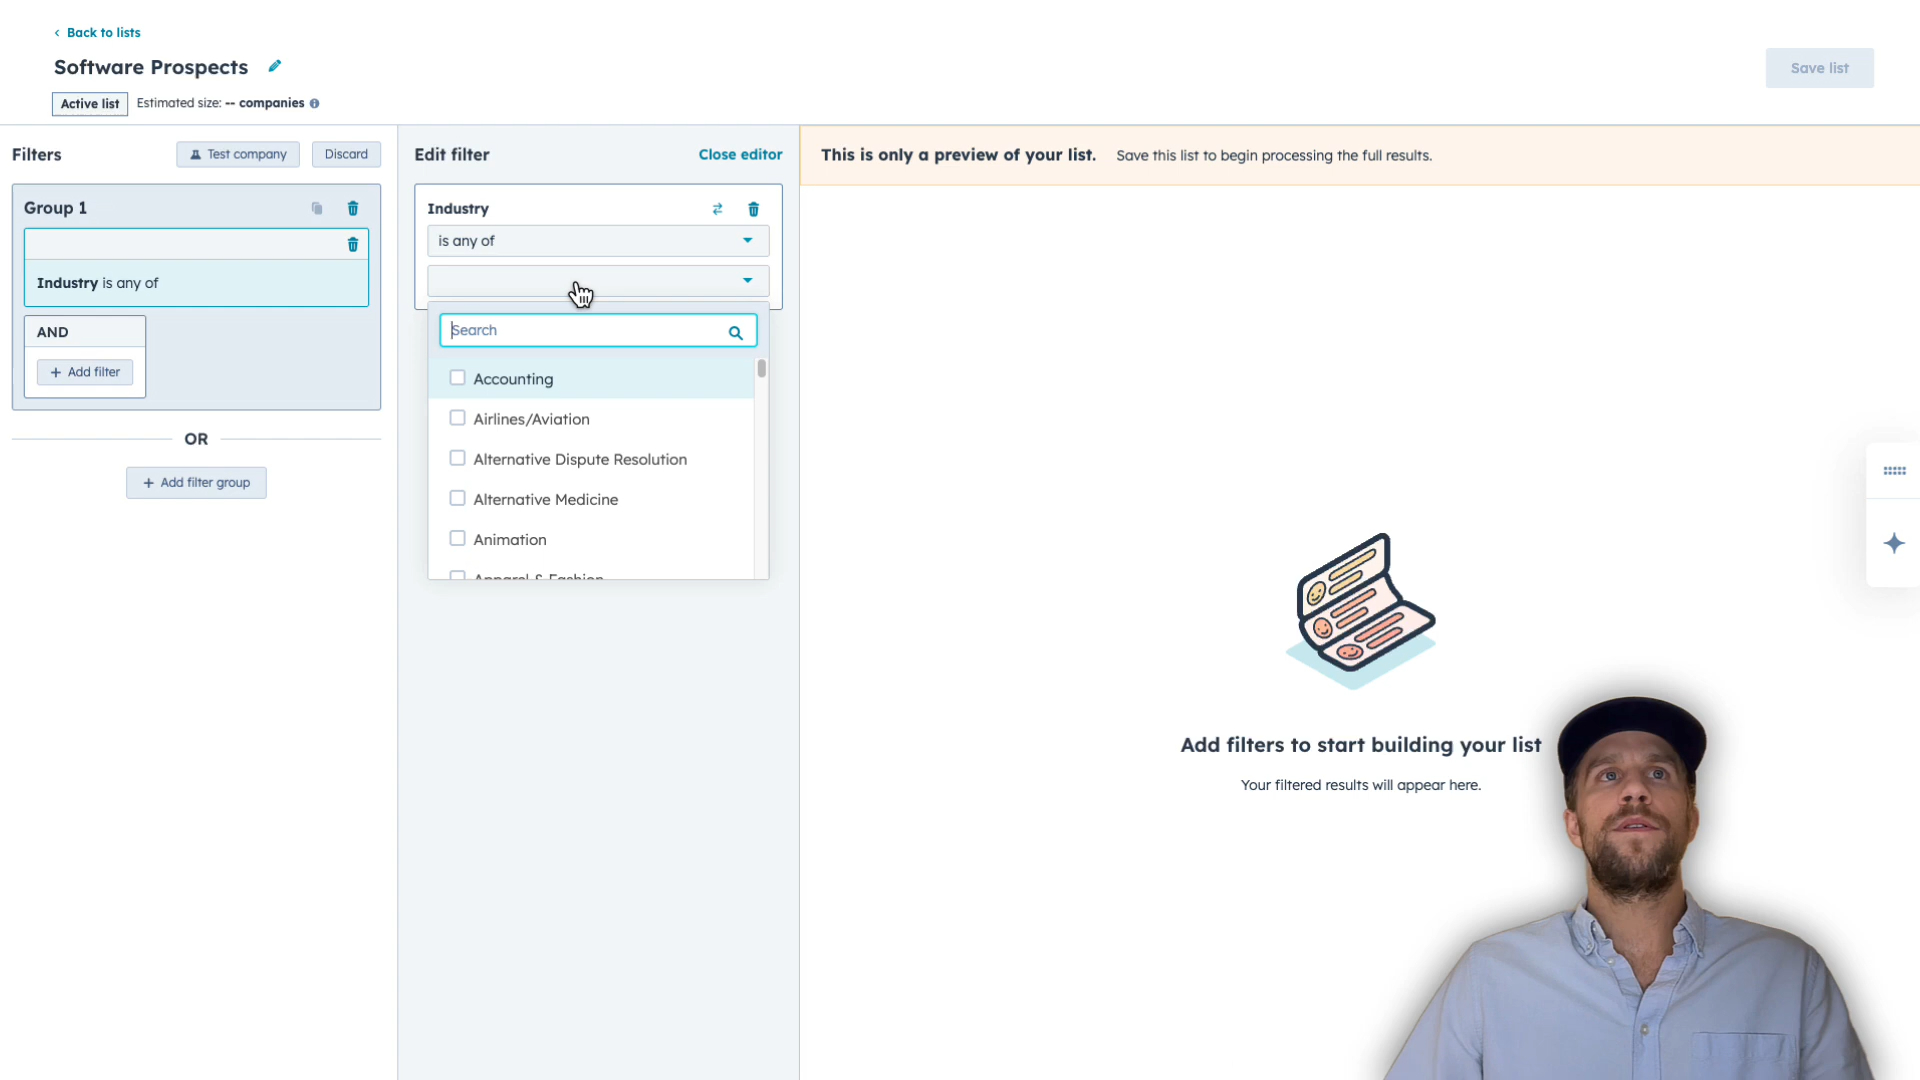 Back to lists
Software Prospects
Active list Estimated size: -- companies
Save list
Filters
Test company
Discard
Group 1
Industry is any of
AND
+ Add filter
OR
+ Add filter group
Edit filter
Close editor
Industry
is any of
Search
Accounting
Airlines/Aviation
Alternative Dispute Resolution
Alternative Medicine
Animation
Apparel & Fashion
This is only a preview of your list. Save this list to begin processing the full results.
Add filters to start building your list
Your filtered results will appear here.